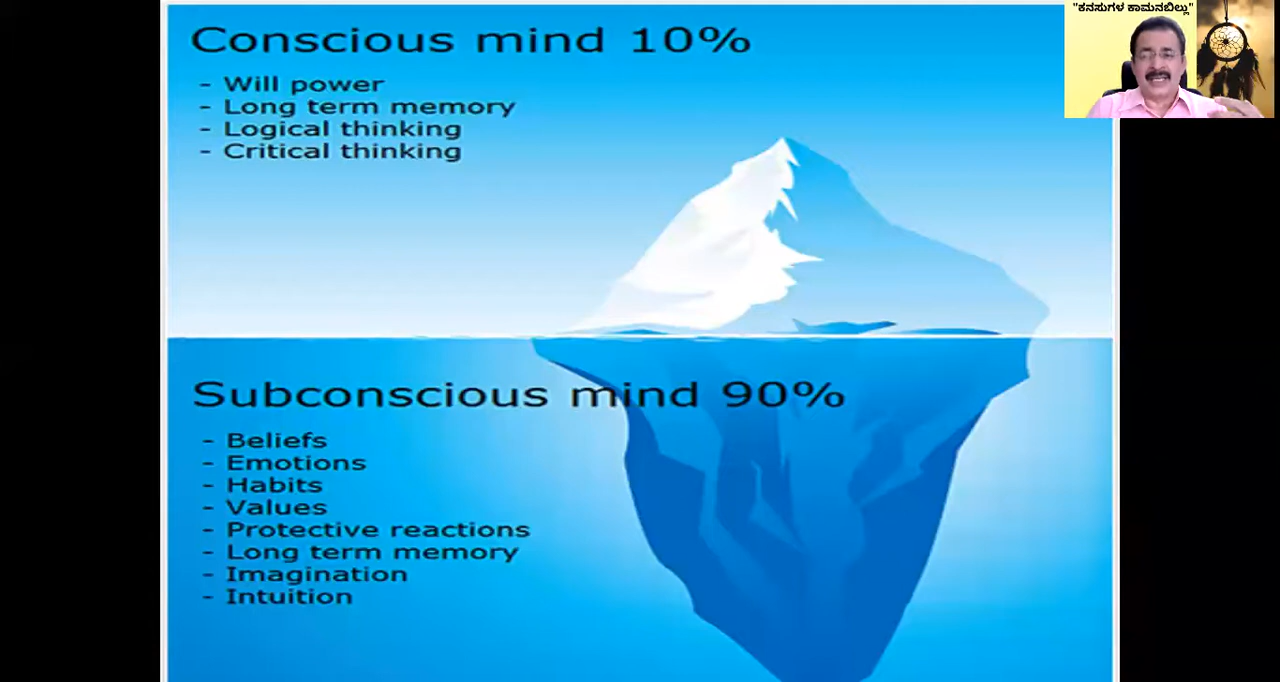 "ಕನಸುಗಳ ಕಾಮನಬಿಲ್ಲು"
Conscious mind 10%
- Will power
- Long term memory
- Logical thinking
- Critical thinking
Subconscious mind 90%
- Beliefs
- Emotions
- Habits
- Values
- Protective reactions
- Long term memory
- Imagination
- Intuition